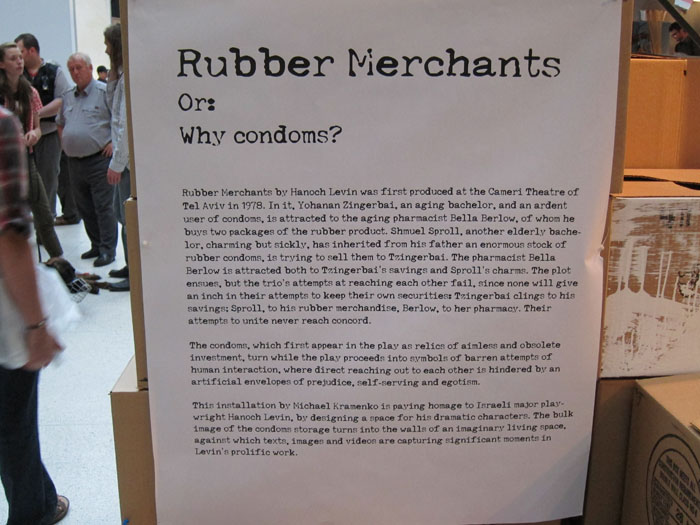 Rubber Merchants
Or:
Why condoms?
Rubber Merchants by Hanoch Levin was first produced at the Cameri Theatre of
Tel Aviv in 1978. In it, Yohanan Zingerbai, an aging bachelor, and an ardent
user of condoms, is attracted to the aging pharmacist Bella Berlow, of whom he
buys two packages of the rubber product. Shmuel Sproll, another elderly bache-
lor, charming but sickly, has inherited from his father an enormous stock of
rubber condoms, is trying to sell them to Tzingerbai. The pharmacist Bella
Berlow is attracted both to Tzingerbai's savings and Sproll's charms. The plot
ensues, but the trio's attempts at reaching each other fail, since none will give
an inch in their attempts to keep their own securities: Tzingerbai clings to his
savings; Sproll, to his rubber merchandise, Berlow, to her pharmacy. Their
attempts to unite never reach concord.
The condoms, which first appear in the play as relics of aimless and obsolete
investment, turn while the play proceeds into symbols of barren attempts of
human interaction, where direct reaching out to each other is hindered by an
artificial envelopes of prejudice, self-serving and egotism.
This installation by Michael Kramenko is paying homage to Israeli major play-
wright Hanoch Levin, by designing a space for his dramatic characters. The bulk
image of the condoms storage turns into the walls of an imaginary living space,
against which texts, images and videos are capturing significant moments in
Levin's prolific work.